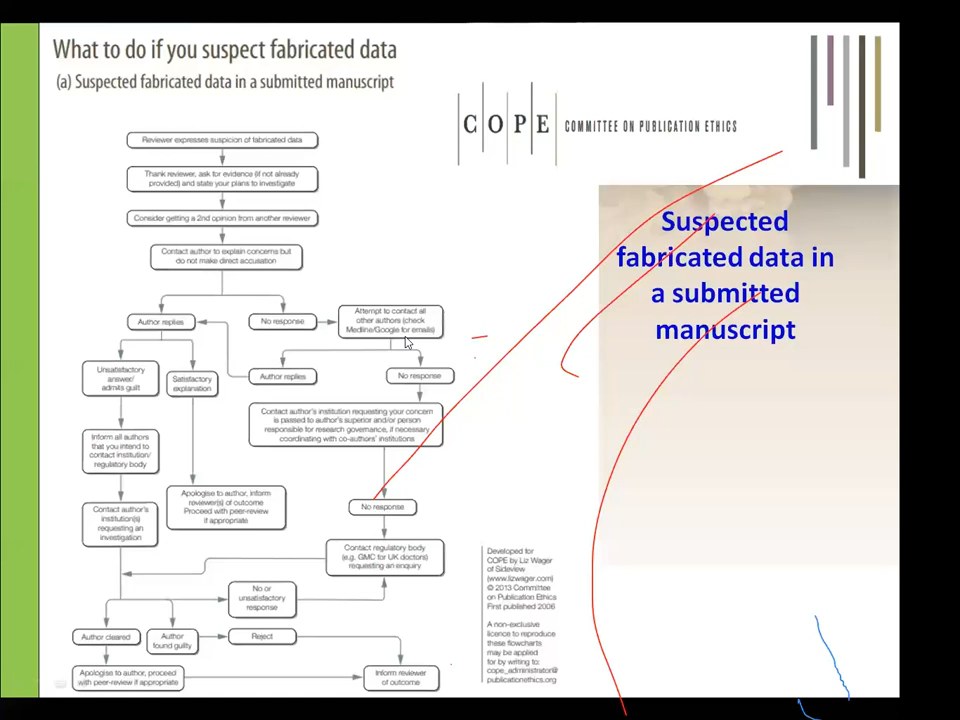 What to do if you suspect fabricated data
(a) Suspected fabricated data in a submitted manuscript
COPE COMMITTEE ON PUBLICATION ETHICS
Reviewer expresses suspicion of fabricated data
Thank reviewer, ask for evidence (if not already
provided) and state your plans to investigate
Consider getting a 2nd opinion from another reviewer
Contact author to explain concerns but
do not make direct accusation
Author replies
No response
Attempt to contact all
other authors (check
Medline/Google for emails)
Author replies
No response
Unsatisfactory
answer/
admits guilt
Satisfactory
explanation
Contact author's institution requesting your concern
is passed to author's superior and/or person
responsible for research governance, if necessary
coordinating with co-authors' institutions
Inform all authors
that you intend to
contact institution/
regulatory body
Apologise to author, inform
reviewer(s) of outcome
Proceed with peer-review
if appropriate
No response
Contact author's
institution(s)
requesting an
investigation
Contact regulatory body
(e.g. GMC for UK doctors)
requesting an enquiry
No or
unsatisfactory
response
Author cleared
Author
found guilty
Reject
Apologise to author, proceed
with peer-review if appropriate
Inform reviewer
of outcome
Developed for
COPE by Liz Wager
of Sideview
(www.lizwager.com)
© 2013 Committee
on Publication Ethics
First published 2006
A non-exclusive
licence to reproduce
these flowcharts
may be applied
for by writing to:
cope_administrator@
publicationethics.org
Suspected
fabricated data in
a submitted
manuscript